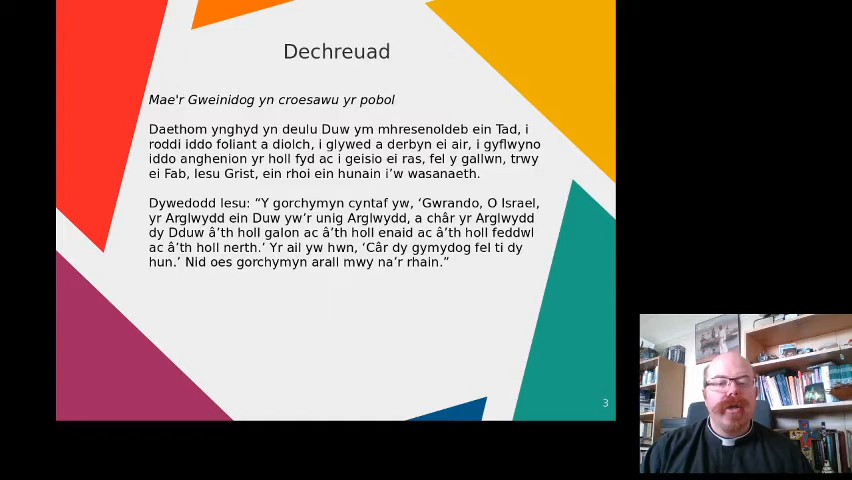 Dechreuad
Mae'r Gweinidog yn croesawu yr pobol
Daethom ynghyd yn deulu Duw ym mhresenoldeb ein Tad, i
roddi iddo foliant a diolch, i glywed a derbyn ei air, i gyflwyno
iddo anghenion yr holl fyd ac i geisio ei ras, fel y gallwn, trwy
ei Fab, Iesu Grist, ein rhoi ein hunain i’w wasanaeth.
Dywedodd Iesu: “Y gorchymyn cyntaf yw, ‘Gwrando, O Israel,
yr Arglwydd ein Duw yw’r unig Arglwydd, a châr yr Arglwydd
dy Dduw â’th holl galon ac â’th holl enaid ac â’th holl feddwl
ac â’th holl nerth.’ Yr ail yw hwn, ‘Câr dy gymydog fel ti dy
hun.’ Nid oes gorchymyn arall mwy na’r rhain.”
3